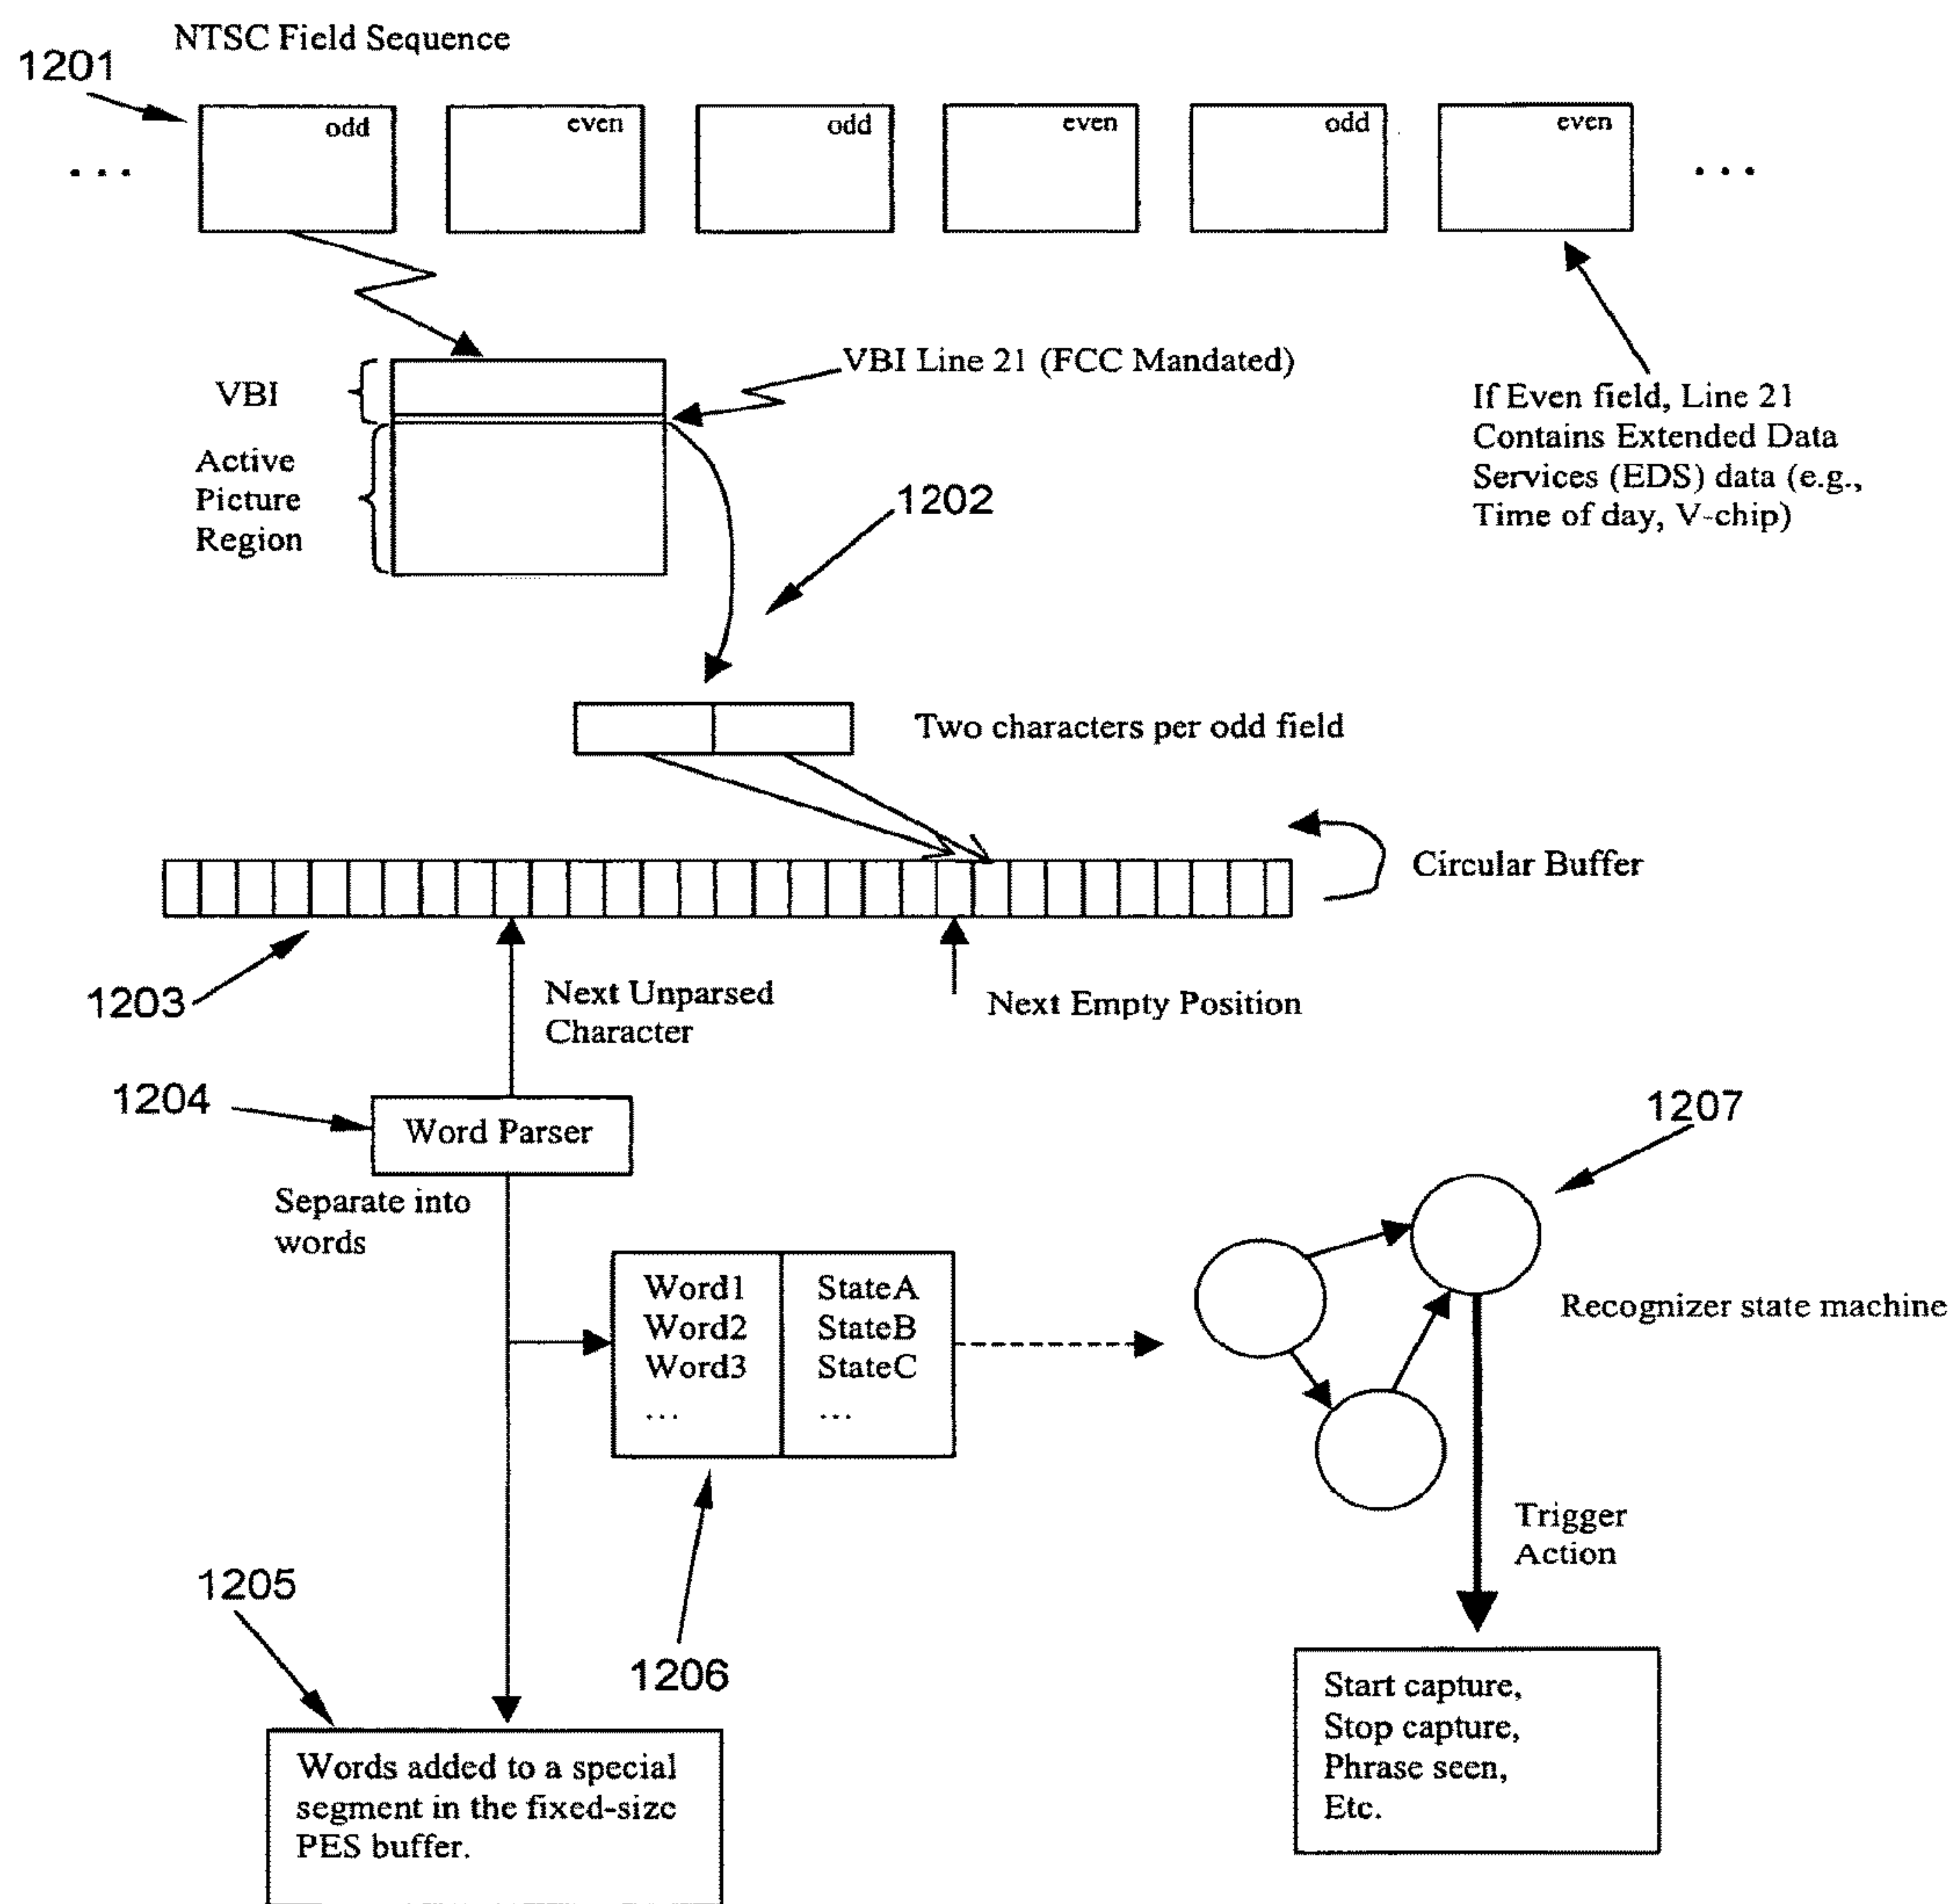 NTSC Field Sequence
1201
odd
even
odd
even
odd
even
...
...
VBI
VBI Line 21 (FCC Mandated)
Active
Picture
Region
If Even field, Line 21
Contains Extended Data
Services (EDS) data (e.g.,
Time of day, V-chip)
1202
Two characters per odd field
Circular Buffer
1203
Next Unparsed
Character
Next Empty Position
1204
Word Parser
Separate into
words
1207
Word1 StateA
Word2 StateB
Word3 StateC
... ...
Recognizer state machine
Trigger
Action
1205
1206
Words added to a special
segment in the fixed-size
PES buffer.
Start capture,
Stop capture,
Phrase seen,
Etc.